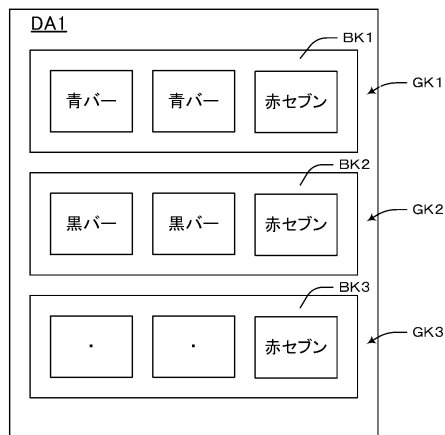 DA1
BK1
青バー 青バー 赤セブン
GK1
BK2
黒バー 黒バー 赤セブン
GK2
BK3
・ ・ 赤セブン
GK3